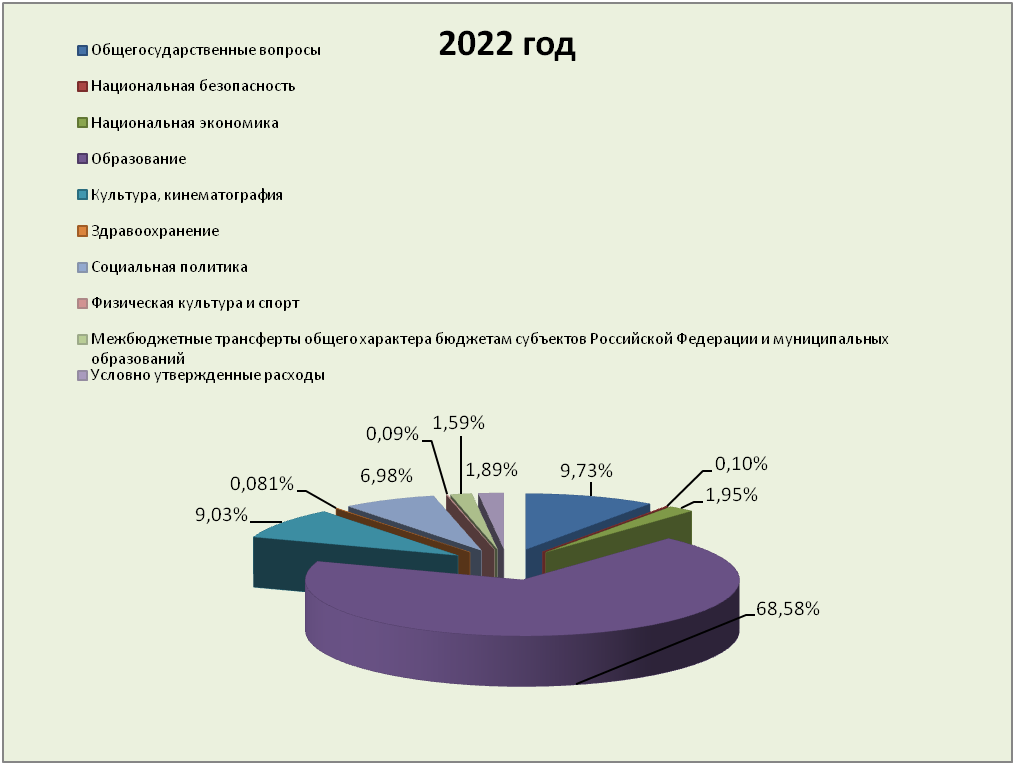 2022 год
Общегосударственные вопросы
Национальная безопасность
Национальная экономика
Образование
Культура, кинематография
Здравоохранение
Социальная политика
Физическая культура и спорт
Межбюджетные трансферты общего характера бюджетам субъектов Российской Федерации и муниципальных
образований
Условно утвержденные расходы
1,59%
0,09%
0,10%
6,98%
1,89%
9,73%
0,081%
1,95%
9,03%
68,58%